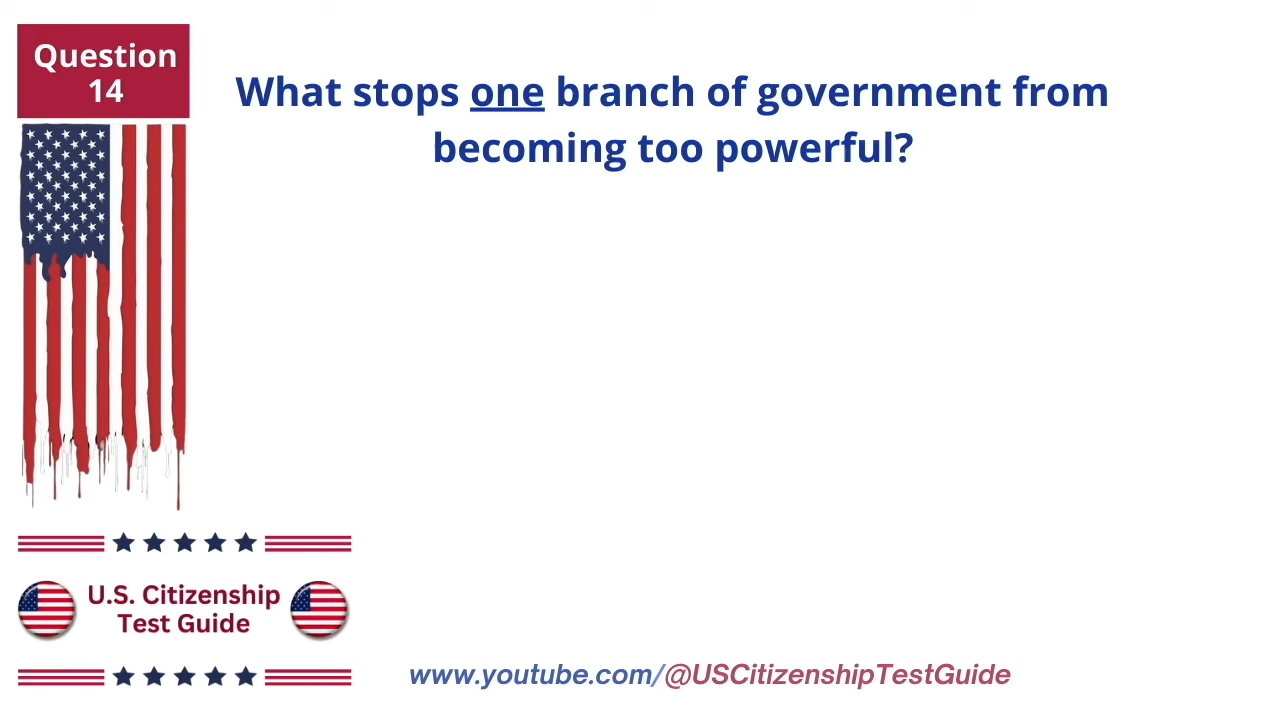 Question
14
What stops one branch of government from
becoming too powerful?
U.S. Citizenship
Test Guide
www.youtube.com/@USCitizenshipTestGuide